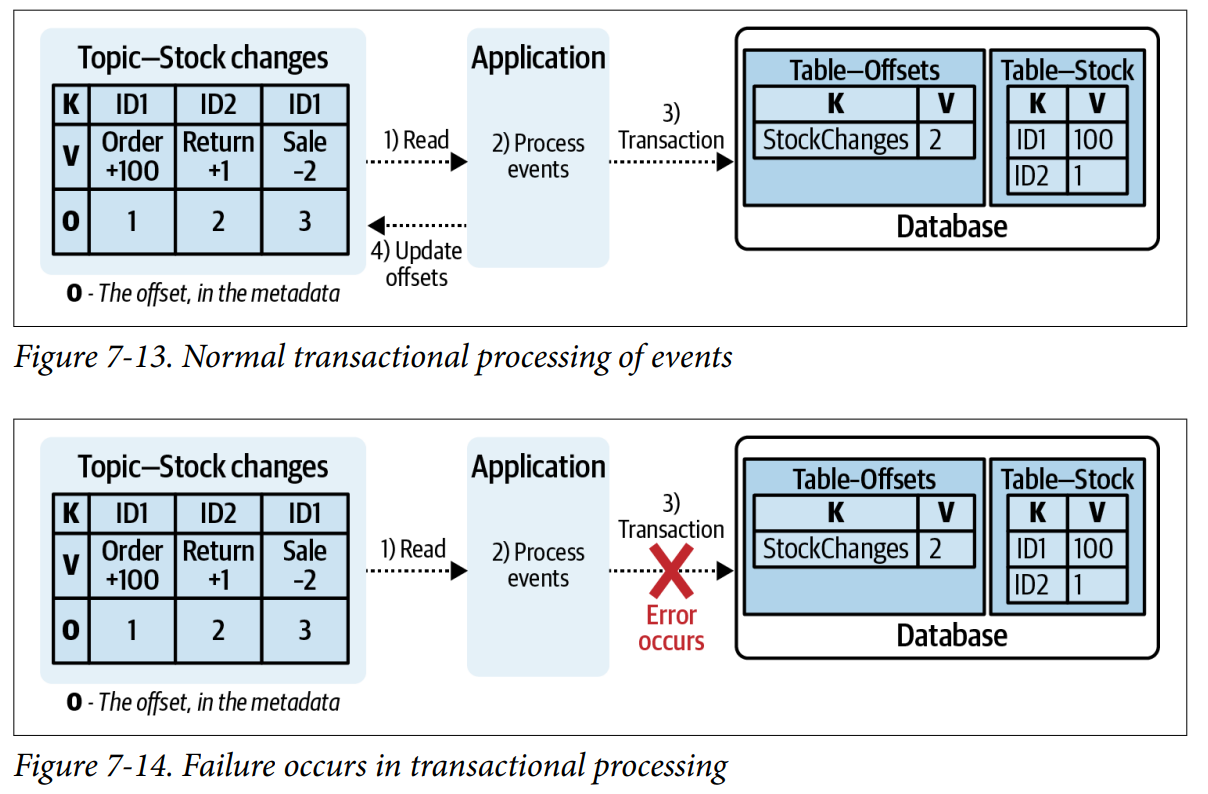 Topic—Stock changes
K ID1 ID2 ID1
V Order +100 Return +1 Sale –2
O 1 2 3
O - The offset, in the metadata
1) Read
4) Update
offsets
Application
2) Process
events
3)
Transaction
Table—Offsets
K V
StockChanges 2
Table—Stock
K V
ID1 100
ID2 1
Database
Figure 7-13. Normal transactional processing of events
Topic—Stock changes
K ID1 ID2 ID1
V Order +100 Return +1 Sale –2
O 1 2 3
O - The offset, in the metadata
1) Read
Application
2) Process
events
3)
Transaction
Error
occurs
Table–Offsets
K V
StockChanges 2
Table—Stock
K V
ID1 100
ID2 1
Database
Figure 7-14. Failure occurs in transactional processing